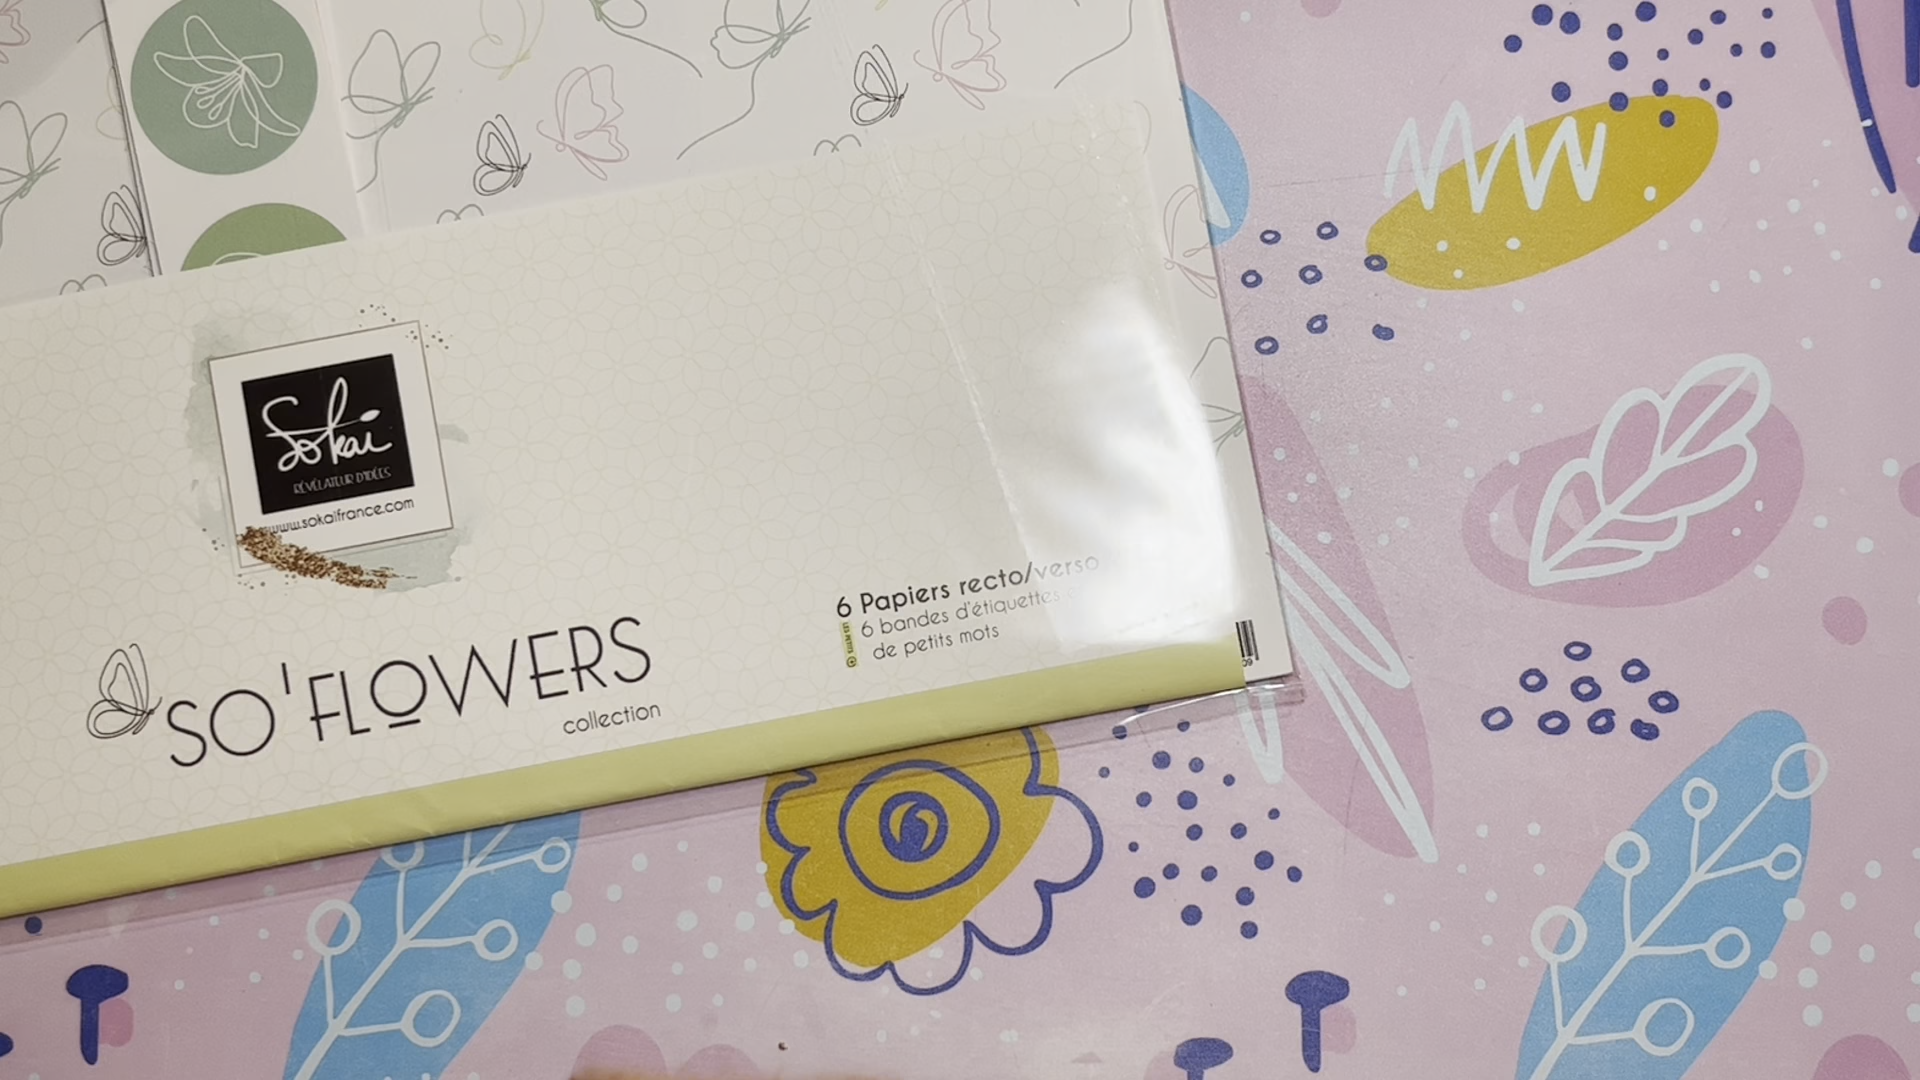 Sokai
RÉVÉLATEUR D'IDÉES
www.sokaifrance.com
SO'FLOWERS
collection
6 Papiers recto/verso
6 bandes d'étiquettes
de petits mots
09